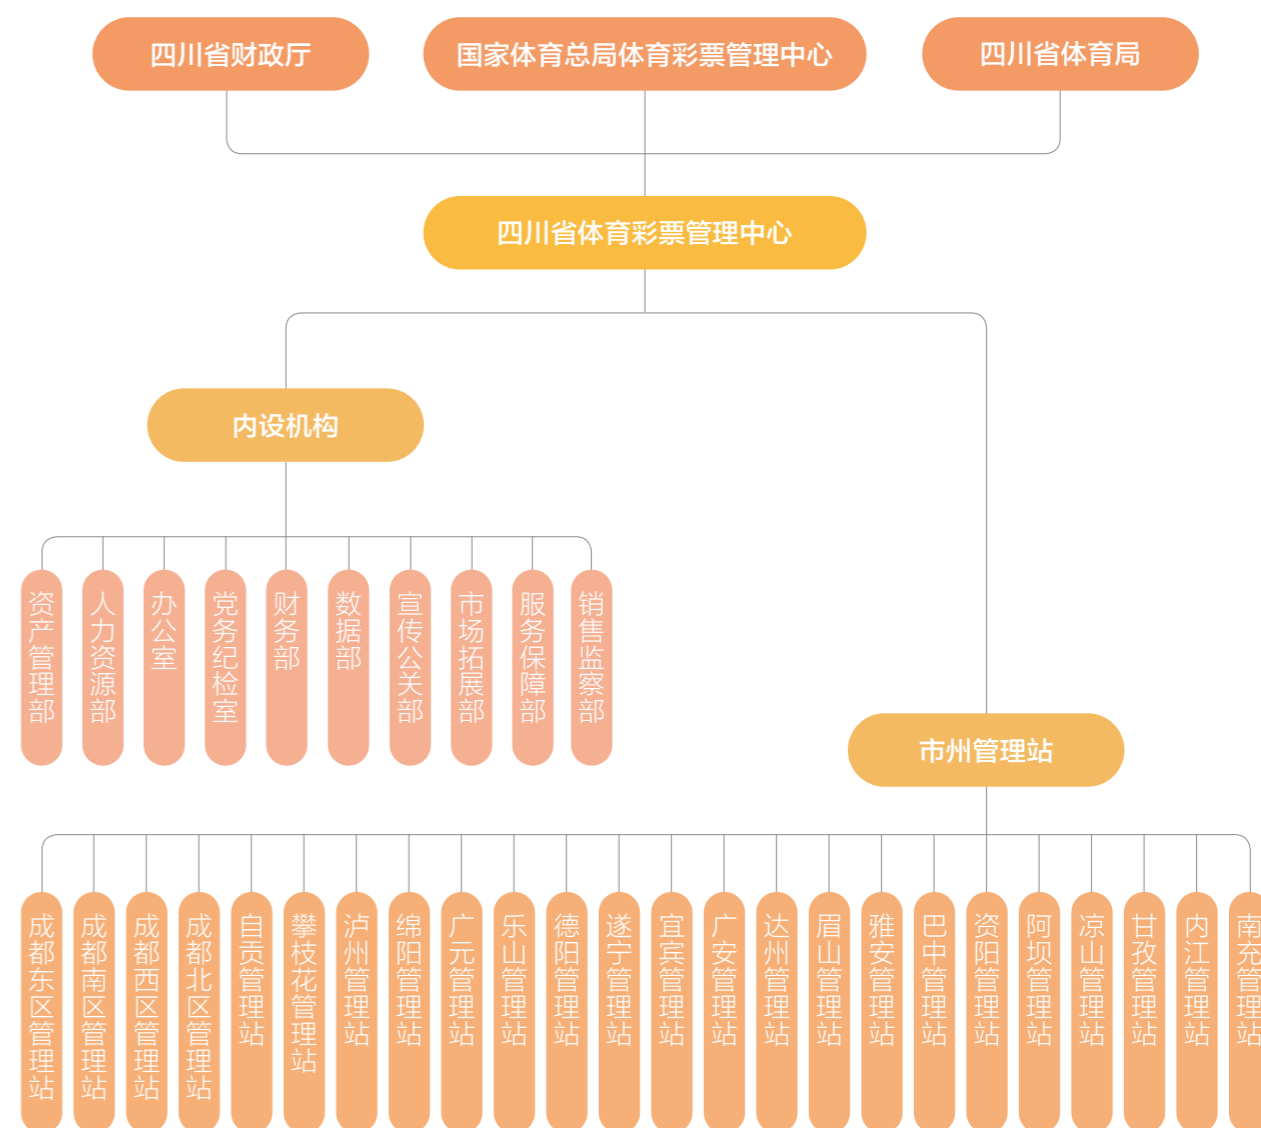 四川省财政厅
国家体育总局体育彩票管理中心
四川省体育局
四川省体育彩票管理中心
内设机构
资产管理部
人力资源部
办公室
党务纪检室
财务部
数据部
宣传公关部
市场拓展部
服务保障部
销售监察部
市州管理站
成都东区管理站
成都南区管理站
成都西区管理站
成都北区管理站
自贡管理站
攀枝花管理站
泸州管理站
绵阳管理站
广元管理站
乐山管理站
德阳管理站
遂宁管理站
宜宾管理站
广安管理站
达州管理站
眉山管理站
雅安管理站
巴中管理站
资阳管理站
阿坝管理站
凉山管理站
甘孜管理站
内江管理站
南充管理站